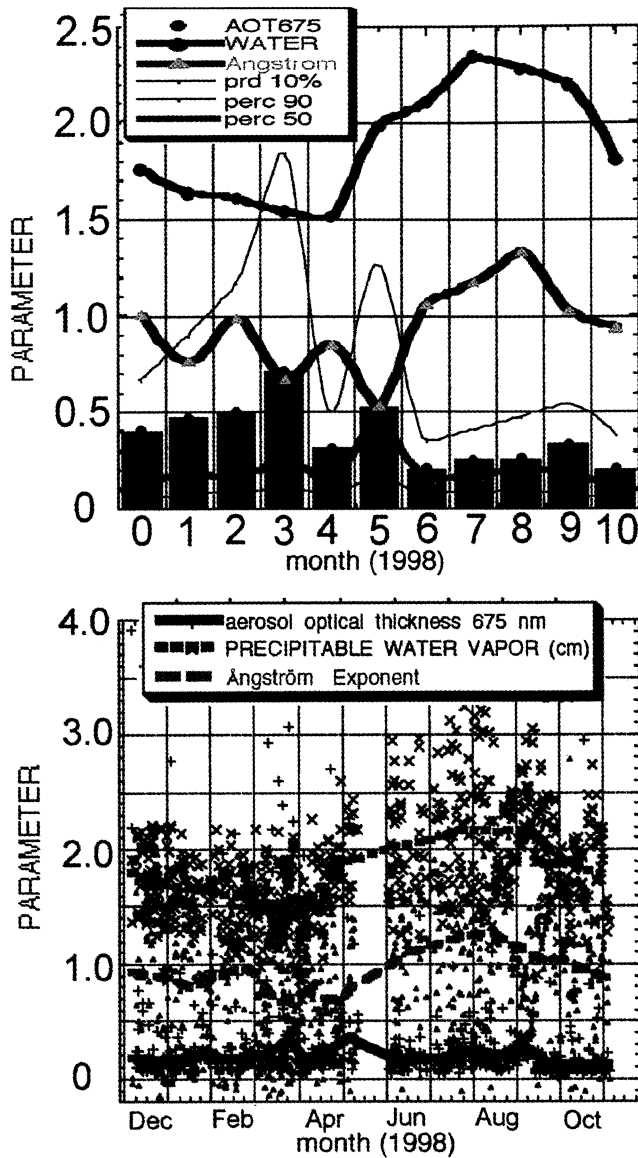 2.5
AOT675
WATER
Angstrom
prd 10%
perc 90
perc 50
2.0
1.5
1.0
0.5
0
PARAMETER
0 1 2 3 4 5 6 7 8 9 10
month (1998)
4.0
aerosol optical thickness 675 nm
PRECIPITABLE WATER VAPOR (cm)
Ångström Exponent
3.0
2.0
1.0
0
PARAMETER
Dec Feb Apr Jun Aug Oct
month (1998)